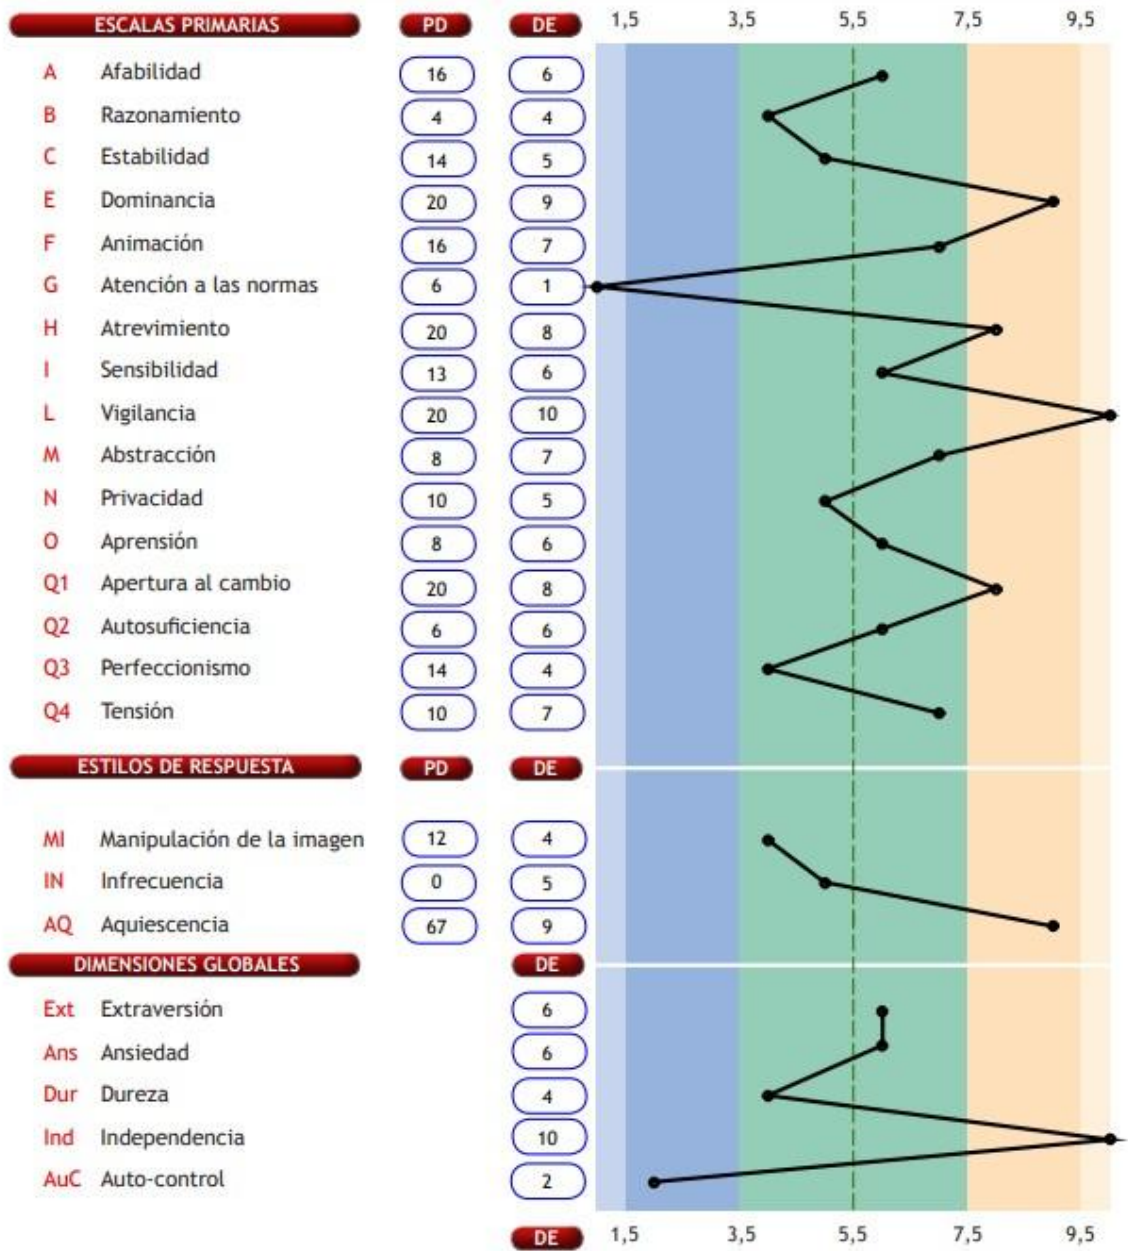 ESCALAS PRIMARIAS PD DE 1,5 3,5 5,5 7,5 9,5
A Afabilidad 16 6
B Razonamiento 4 4
C Estabilidad 14 5
E Dominancia 20 9
F Animación 16 7
G Atención a las normas 6 1
H Atrevimiento 20 8
I Sensibilidad 13 6
L Vigilancia 20 10
M Abstracción 8 7
N Privacidad 10 5
O Aprensión 8 6
Q1 Apertura al cambio 20 8
Q2 Autosuficiencia 6 6
Q3 Perfeccionismo 14 4
Q4 Tensión 10 7
ESTILOS DE RESPUESTA PD DE
MI Manipulación de la imagen 12 4
IN Infrecuencia 0 5
AQ Aquiescencia 67 9
DIMENSIONES GLOBALES DE
Ext Extraversión 6
Ans Ansiedad 6
Dur Dureza 4
Ind Independencia 10
AuC Auto-control 2
DE 1,5 3,5 5,5 7,5 9,5